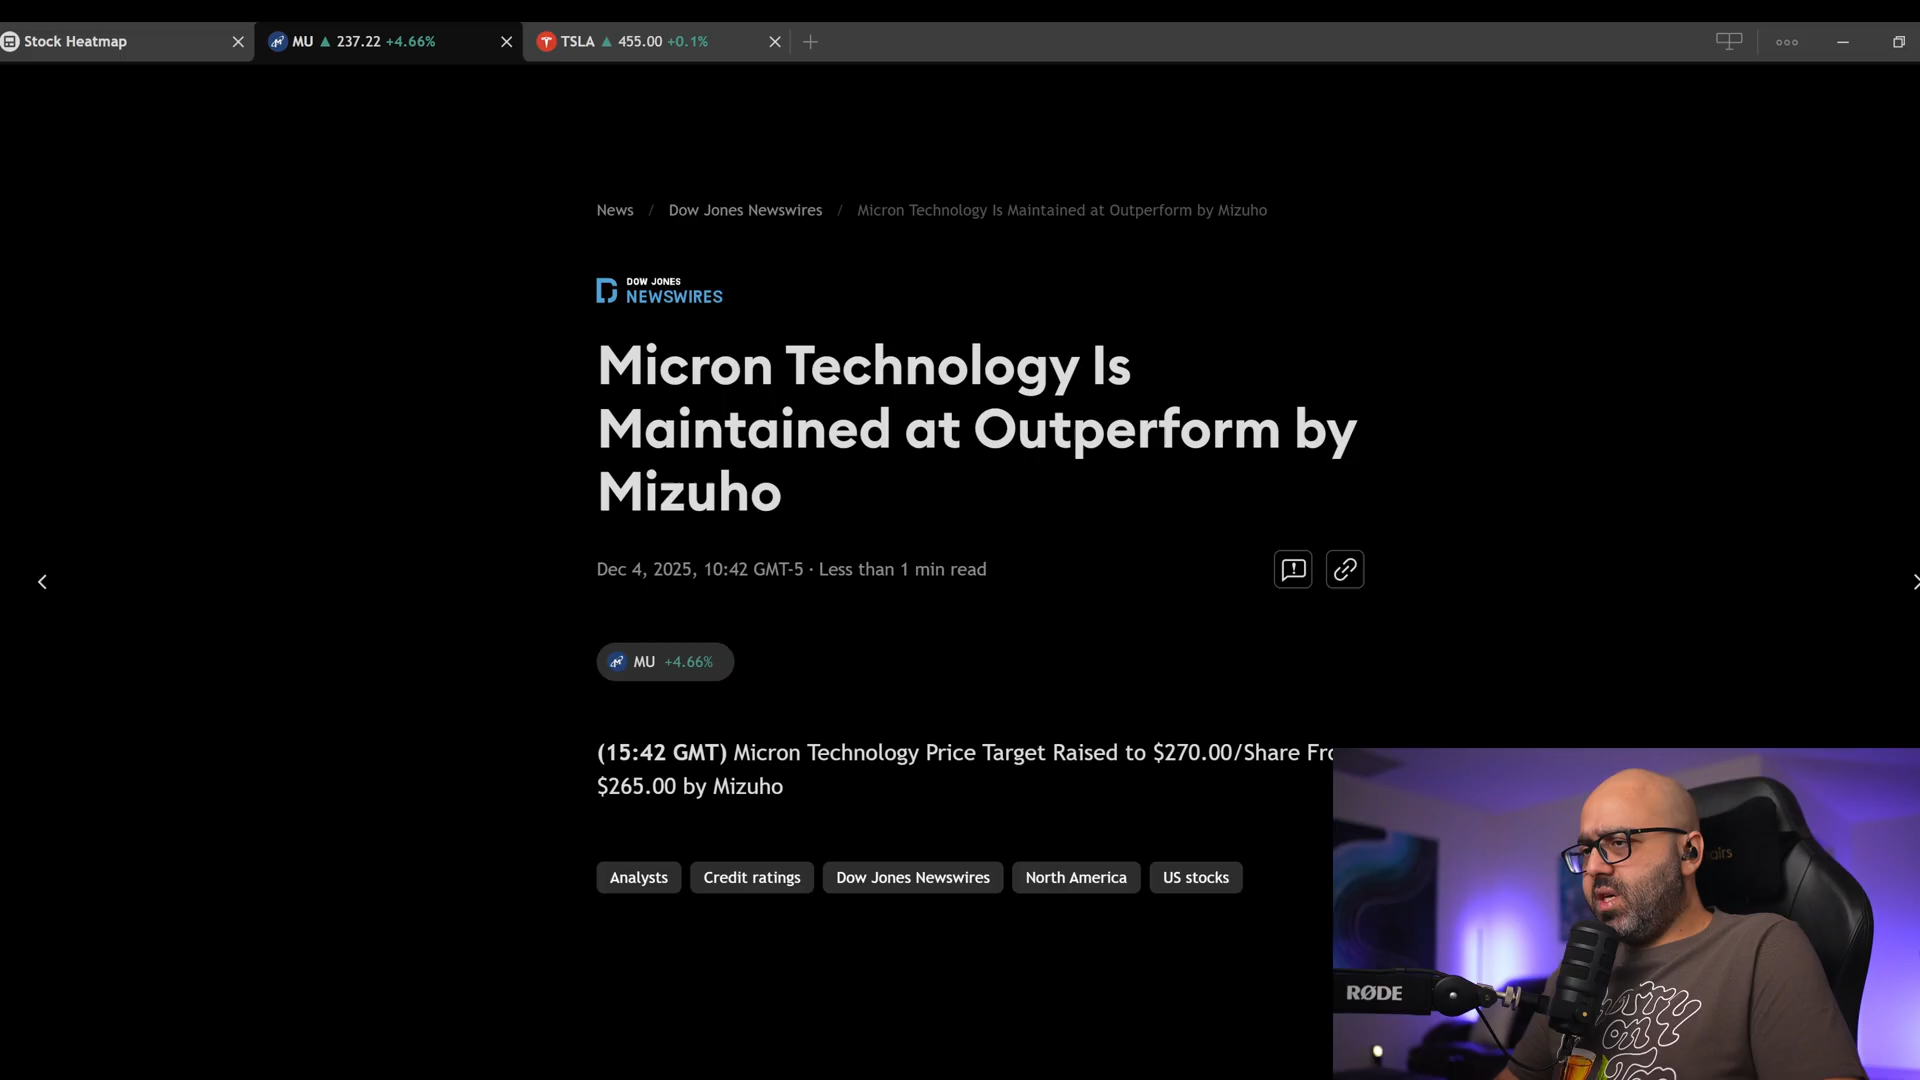 Stock Heatmap
MU 237.22 +4.66%
TSLA 455.00 +0.1%
News / Dow Jones Newswires / Micron Technology Is Maintained at Outperform by Mizuho
DOW JONES
NEWSWIRES
Micron Technology Is
Maintained at Outperform by
Mizuho
Dec 4, 2025, 10:42 GMT-5 · Less than 1 min read
MU +4.66%
(15:42 GMT) Micron Technology Price Target Raised to $270.00/Share
$265.00 by Mizuho
Analysts
Credit ratings
Dow Jones Newswires
North America
US stocks
RØDE